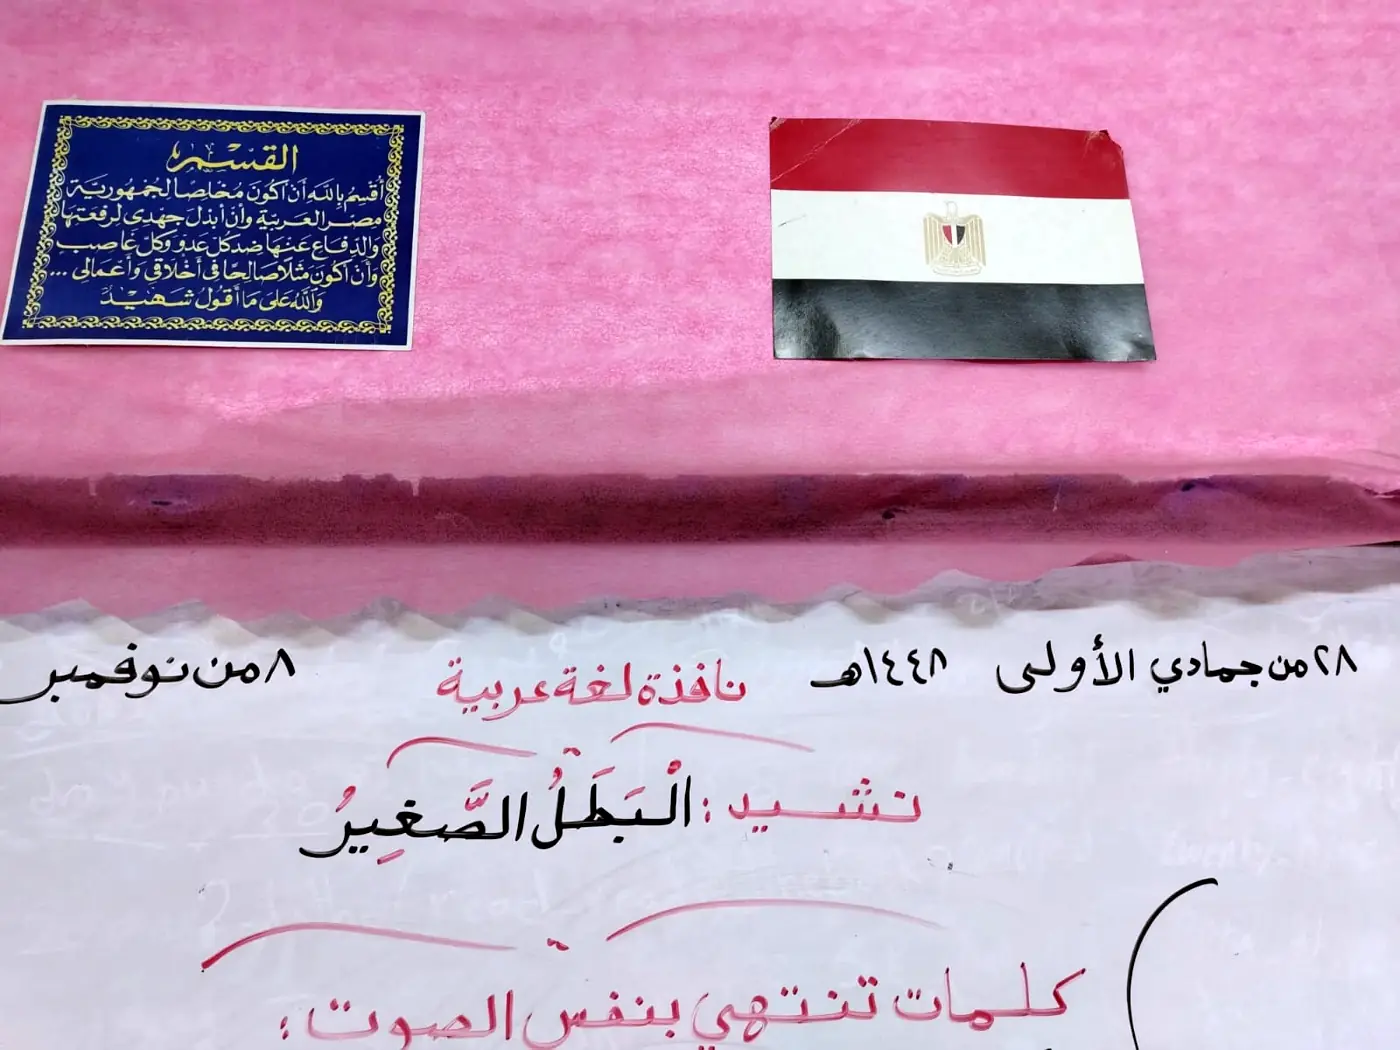 القسم
أقسم بالله أن أكون مخلصا لجمهورية
مصر العربية وأن أبذل جهدي لرفعتها
والدفاع عنها ضد كل عدو وكل غاصب
وأن أكون مثلا صالحا في أخلاقي وأعمالي ...
والله على ما أقول شهيد
٢٨ من جمادي الأولى ١٤٤٨هـ
نافذة لغة عربية
٨ من نوفمبر
نشيد : الْبَطَلُ الصَّغِيرُ
كلمات تنتهي بنفس الصوت :